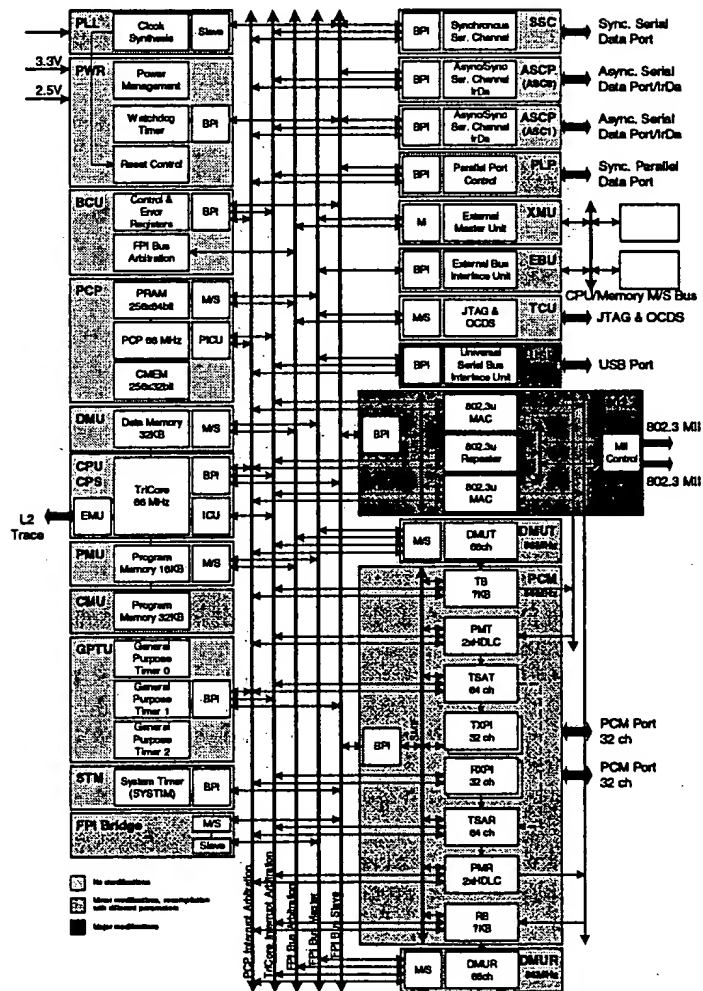 PLL
Clock
Synthesis
Slave
3.3V
PWR
Power
Management
2.5V
Watchdog
Timer
BPI
Reset Control
BCU
Control &
Error
Registers
BPI
FPI Bus
Arbitration
PCP
PRAM
256x64bit
M/S
PCP 66 MHz
PICU
CMEM
256x32bit
DMU
Data Memory
32KB
M/S
CPU
CPS
TriCore
66 MHz
BPI
EMU
ICU
L2
Trace
PMU
Program
Memory 16KB
M/S
CMU
Program
Memory 32KB
GPTU
General
Purpose
Timer 0
General
Purpose
Timer 1
BPI
General
Purpose
Timer 2
STM
System Timer
(SYSTIM)
BPI
FPI Bridge
M/S
Slave
No modifications
Minor modifications, recompilation
with different parameters
Major modifications
PCP Interrupt Arbitration
TriCore Interrupt Arbitration
FPI Bus Arbitration
FPI Bus Master
FPI Bus Slave
BPI
Synchronous
Ser. Channel
SSC
Sync. Serial
Data Port
BPI
Async/Sync
Ser. Channel
IrDa
ASCP
(ASC0)
Async. Serial
Data Port/IrDa
BPI
Async/Sync
Ser. Channel
IrDa
ASCP
(ASC1)
Async. Serial
Data Port/IrDa
BPI
Parallel Port
Control
PLP
Sync. Parallel
Data Port
M
External
Master Unit
XMU
BPI
External Bus
Interface Unit
EBU
CPU/Memory M/S Bus
M/S
JTAG &
OCDS
TCU
JTAG & OCDS
BPI
Universal
Serial Bus
Interface Unit
USB Port
BPI
802.3u
MAC
802.3u
Repeater
802.3u
MAC
MII
Control
802.3 MII
802.3 MII
M/S
DMUT
66ch
DMUT
PCM
TB
7KB
PMT
2xHDLC
TSAT
64 ch
BPI
TXPI
32 ch
PCM Port
32 ch
RXPI
32 ch
PCM Port
32 ch
TSAR
64 ch
PMR
2xHDLC
RB
7KB
M/S
DMUR
66ch
DMUR